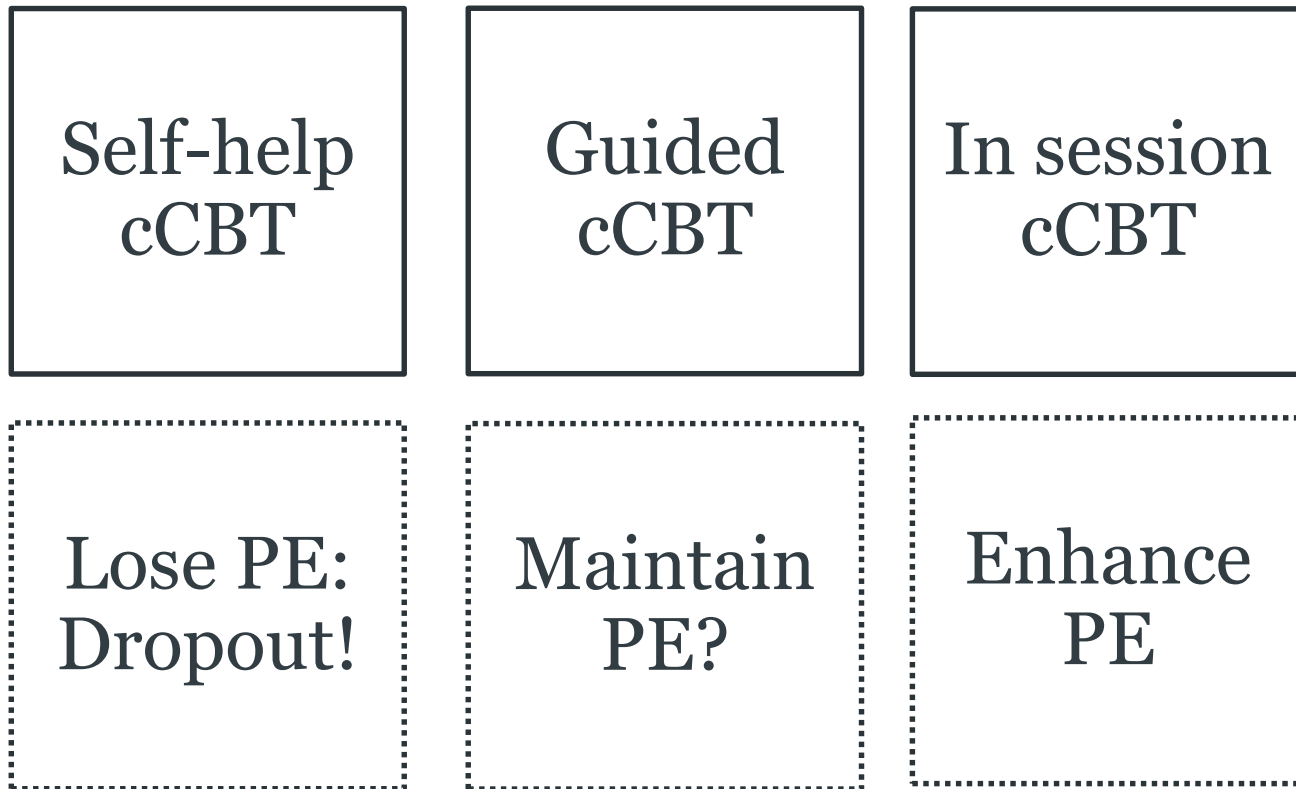 Self-help
cCBT
Guided
cCBT
In session
cCBT
Lose PE:
Dropout!
Maintain
PE?
Enhance
PE